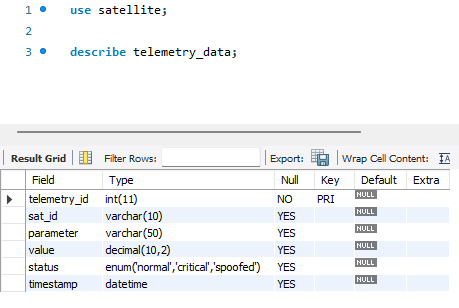 1 use satellite;
2
3 describe telemetry_data;
Result Grid Filter Rows: Export: Wrap Cell Content:
Field Type Null Key Default Extra
telemetry_id int(11) NO PRI NULL
sat_id varchar(10) YES NULL
parameter varchar(50) YES NULL
value decimal(10,2) YES NULL
status enum('normal','critical','spoofed') YES NULL
timestamp datetime YES NULL